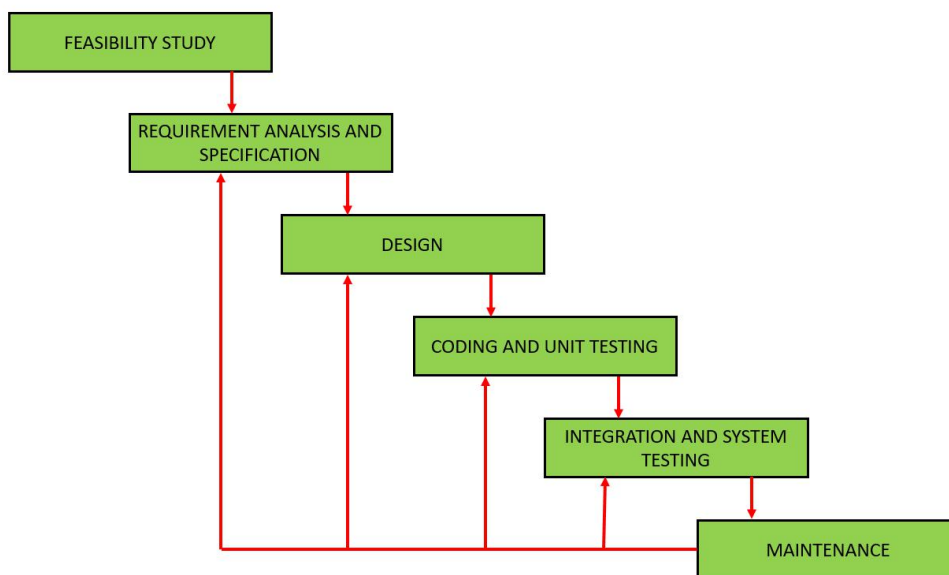 FEASIBILITY STUDY
REQUIREMENT ANALYSIS AND
SPECIFICATION
DESIGN
CODING AND UNIT TESTING
INTEGRATION AND SYSTEM
TESTING
MAINTENANCE